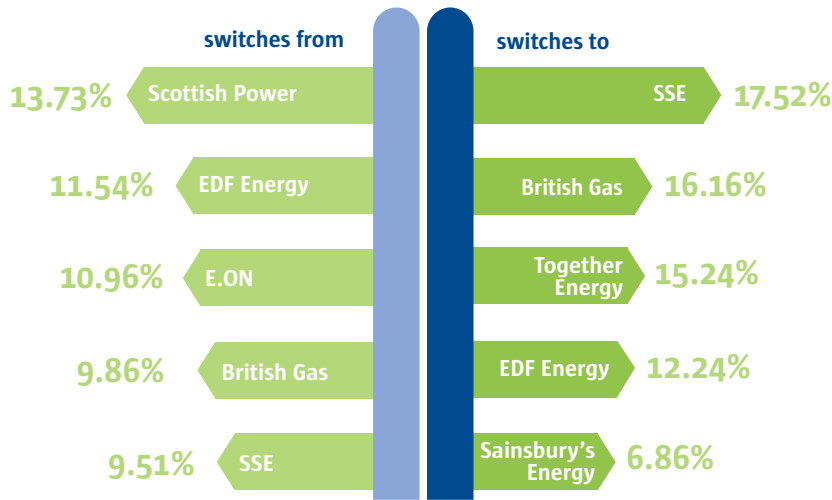 switches from
13.73% Scottish Power
11.54% EDF Energy
10.96% E.ON
9.86% British Gas
9.51% SSE
switches to
SSE 17.52%
British Gas 16.16%
Together
Energy
15.24%
EDF Energy 12.24%
Sainsbury's
Energy
6.86%